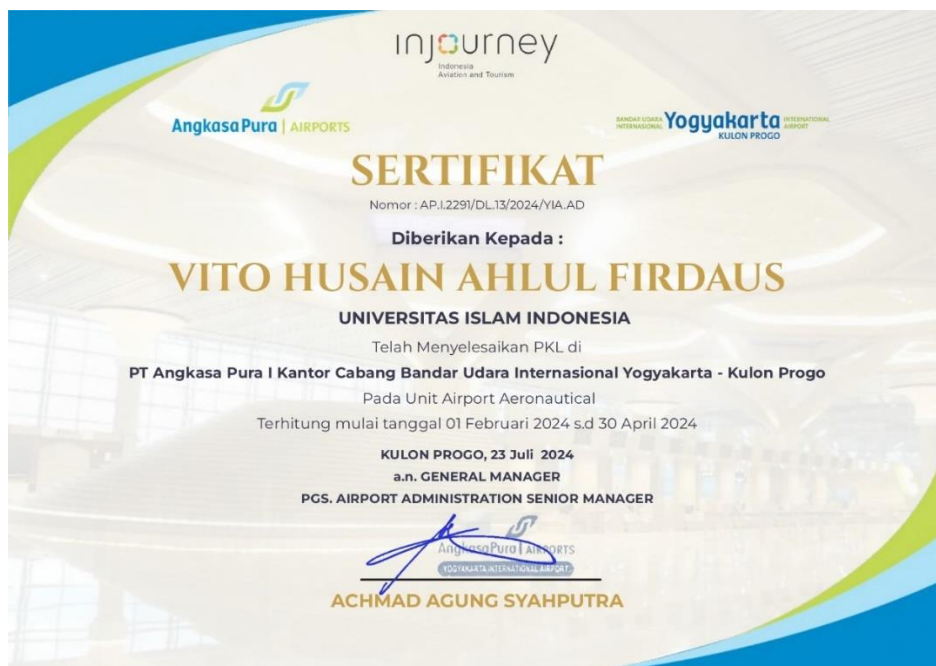 injourney
Indonesia
Aviation and Tourism
AngkasaPura | AIRPORTS
BANDAR UDARA INTERNASIONAL Yogyakarta INTERNATIONAL AIRPORT
KULON PROGO
SERTIFIKAT
Nomor : AP.I.2291/DL.13/2024/YIA.AD
Diberikan Kepada :
VITO HUSAIN AHLUL FIRDAUS
UNIVERSITAS ISLAM INDONESIA
Telah Menyelesaikan PKL di
PT Angkasa Pura I Kantor Cabang Bandar Udara Internasional Yogyakarta - Kulon Progo
Pada Unit Airport Aeronautical
Terhitung mulai tanggal 01 Februari 2024 s.d 30 April 2024
KULON PROGO, 23 Juli 2024
a.n. GENERAL MANAGER
PGS. AIRPORT ADMINISTRATION SENIOR MANAGER
AngkasaPura | AIRPORTS
YOGYAKARTA INTERNATIONAL AIRPORT
ACHMAD AGUNG SYAHPUTRA